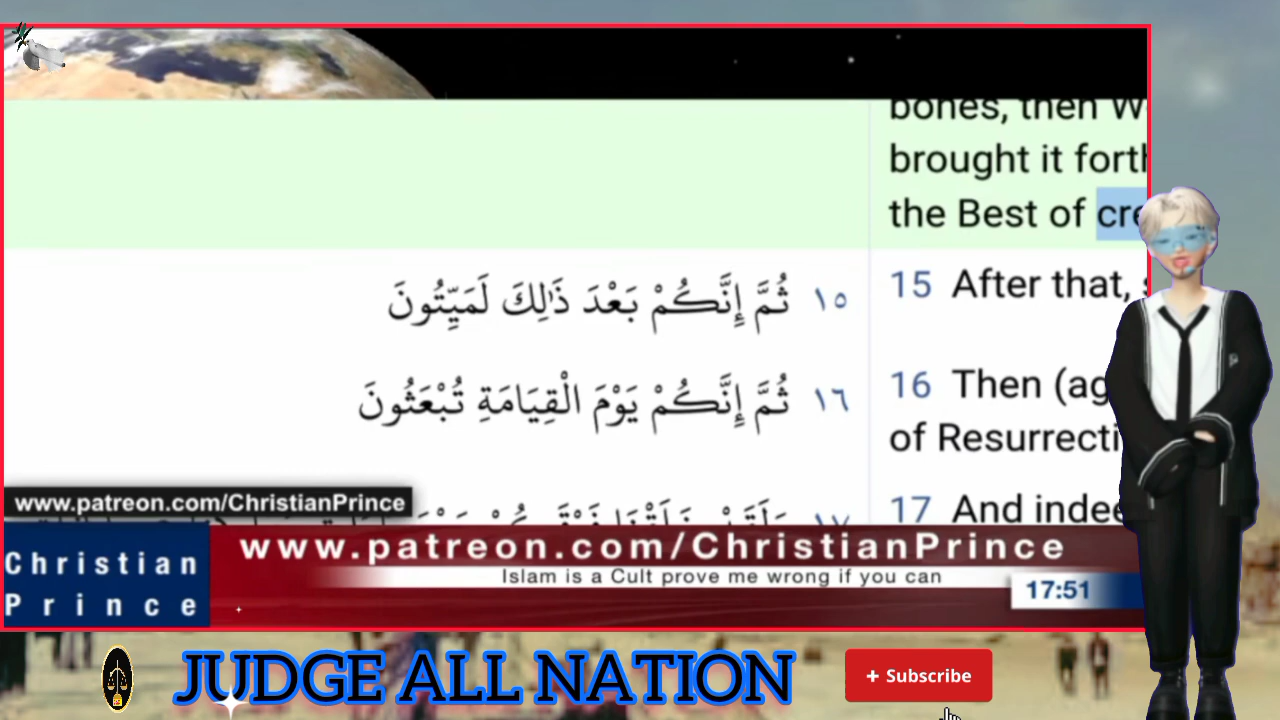 bones, then W
brought it forth
the Best of cre
١٥ ثُمَّ إِنَّكُمْ بَعْدَ ذَٰلِكَ لَمَيِّتُونَ
15 After that, s
١٦ ثُمَّ إِنَّكُمْ يَوْمَ الْقِيَامَةِ تُبْعَثُونَ
16 Then (ag
of Resurrecti
17 And indee
www.patreon.com/ChristianPrince
Christian
Prince
www.patreon.com/ChristianPrince
Islam is a Cult prove me wrong if you can
17:51
JUDGE ALL NATION
+ Subscribe